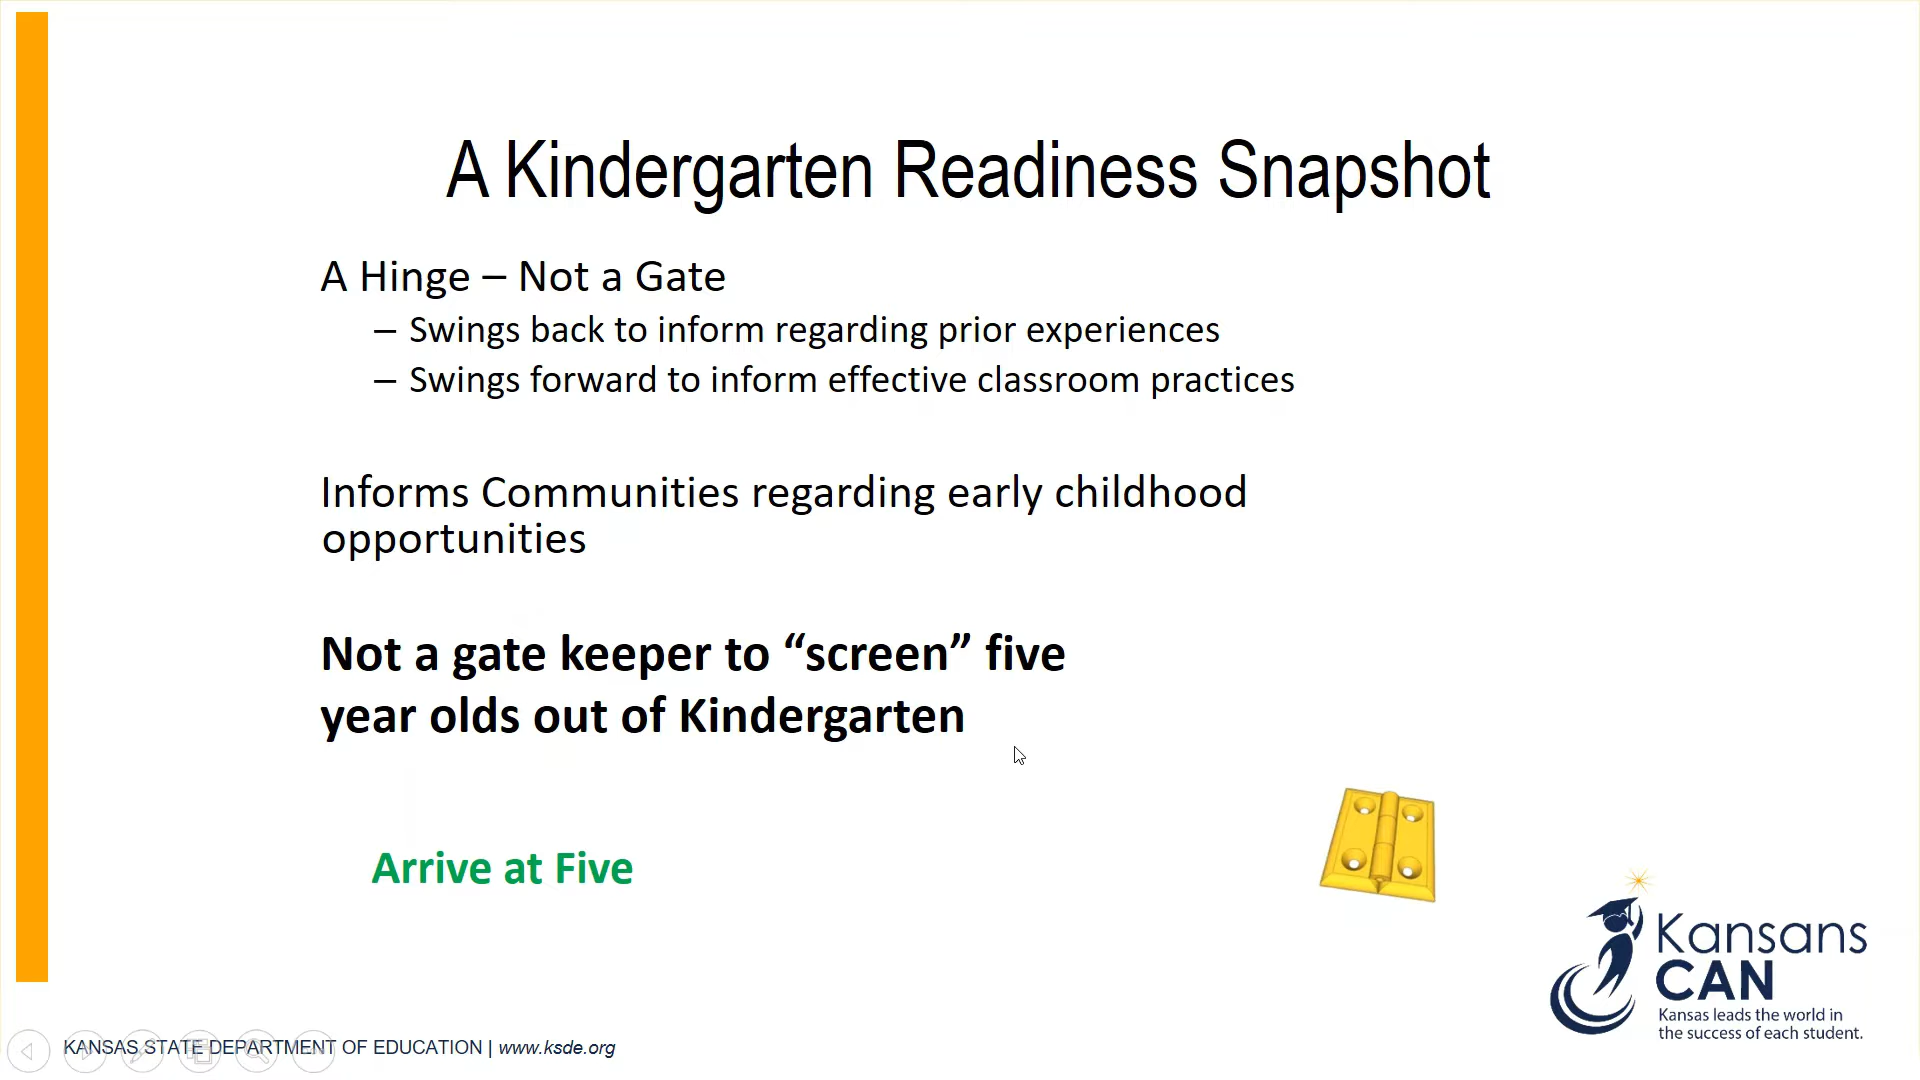 A Kindergarten Readiness Snapshot
A Hinge – Not a Gate
– Swings back to inform regarding prior experiences
– Swings forward to inform effective classroom practices
Informs Communities regarding early childhood
opportunities
Not a gate keeper to “screen” five
year olds out of Kindergarten
Arrive at Five
Kansans
CAN
Kansas leads the world in
the success of each student.
KANSAS STATE DEPARTMENT OF EDUCATION | www.ksde.org